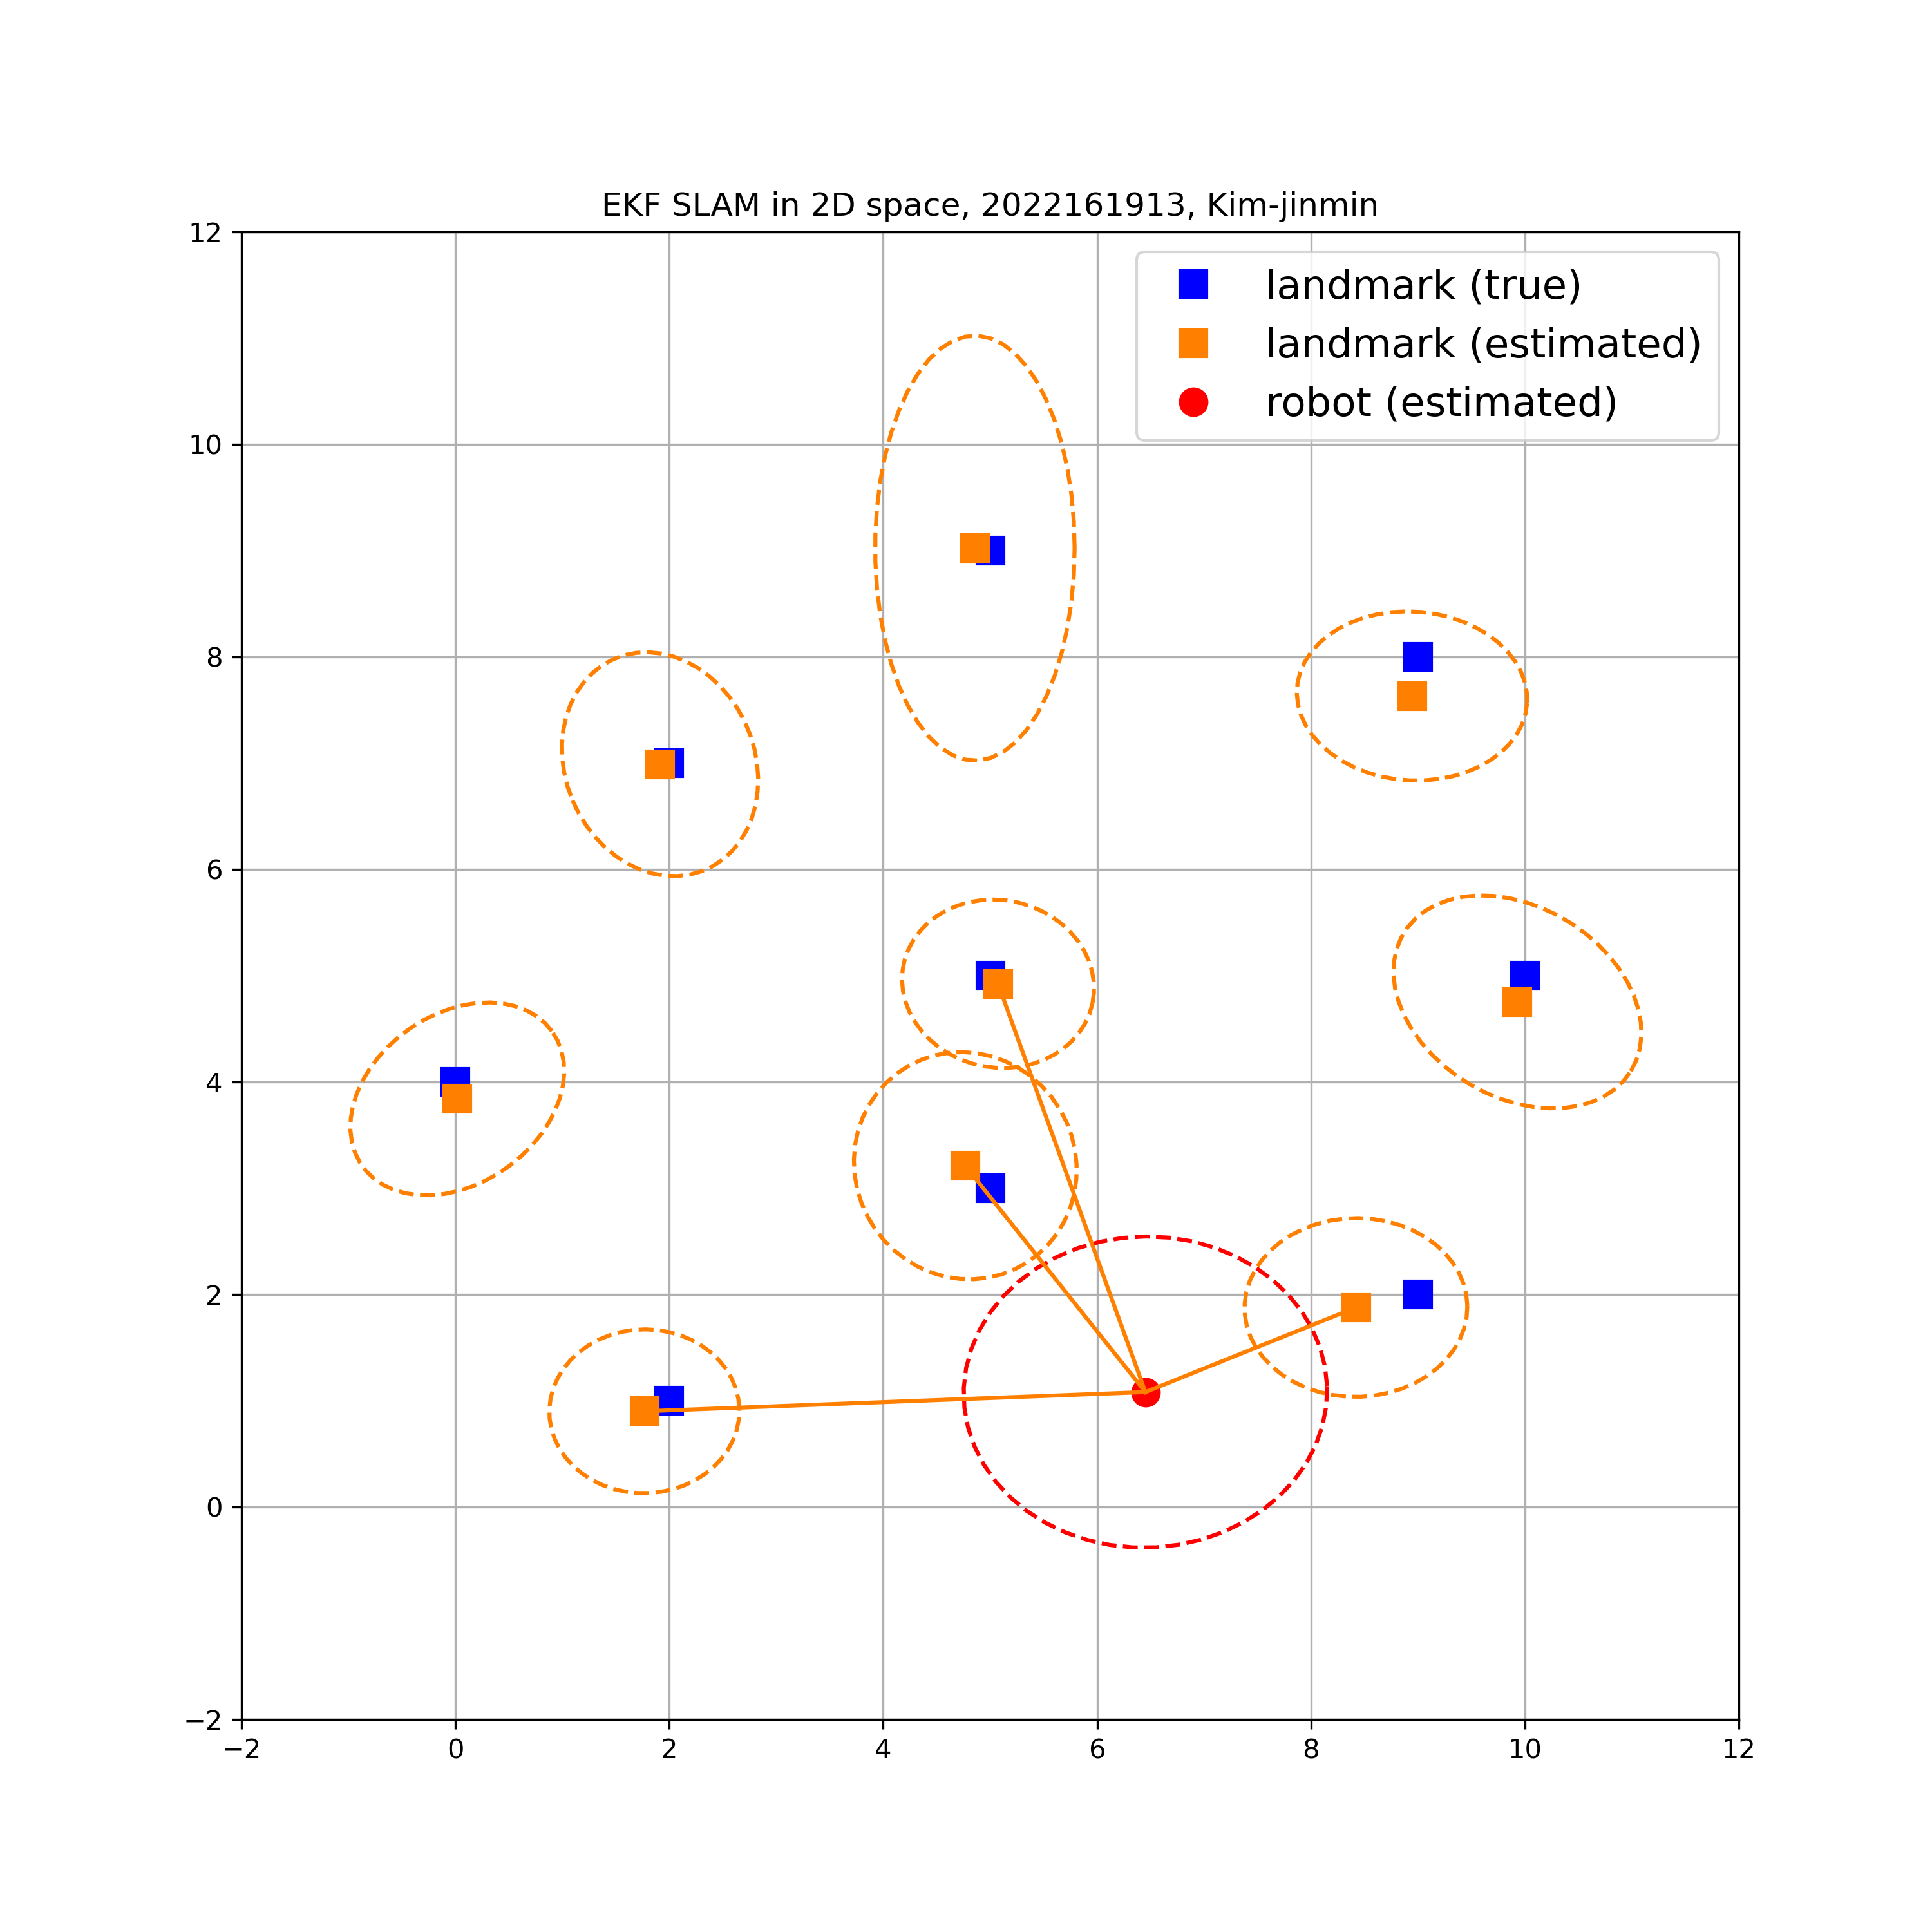 EKF SLAM in 2D space, 2022161913, Kim-jinmin
landmark (true)
landmark (estimated)
robot (estimated)
12
10
8
6
4
2
0
−2
−2 0 2 4 6 8 10 12